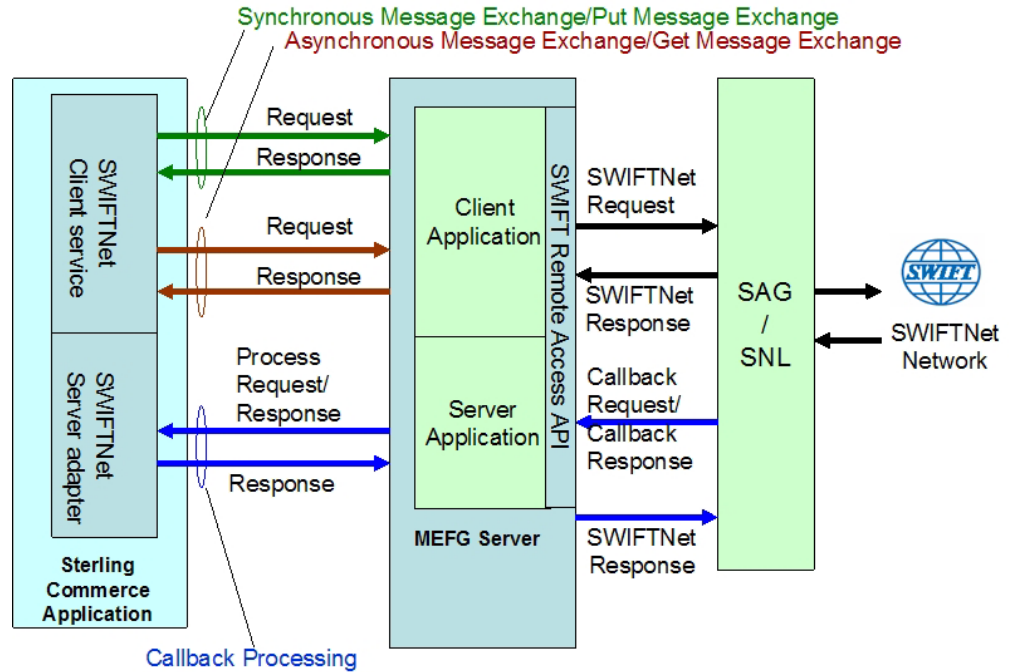 Synchronous Message Exchange/Put Message Exchange
Asynchronous Message Exchange/Get Message Exchange
SWIFTNet
Client service
SWIFTNet
Server adapter
Sterling
Commerce
Application
Request
Response
Request
Response
Process
Request/
Response
Response
Callback Processing
Client
Application
Server
Application
SWIFT Remote Access API
MEFG Server
SWIFTNet
Request
SWIFTNet
Response
Callback
Request/
Callback
Response
SWIFTNet
Response
SAG
/
SNL
SWIFT
SWIFTNet
Network